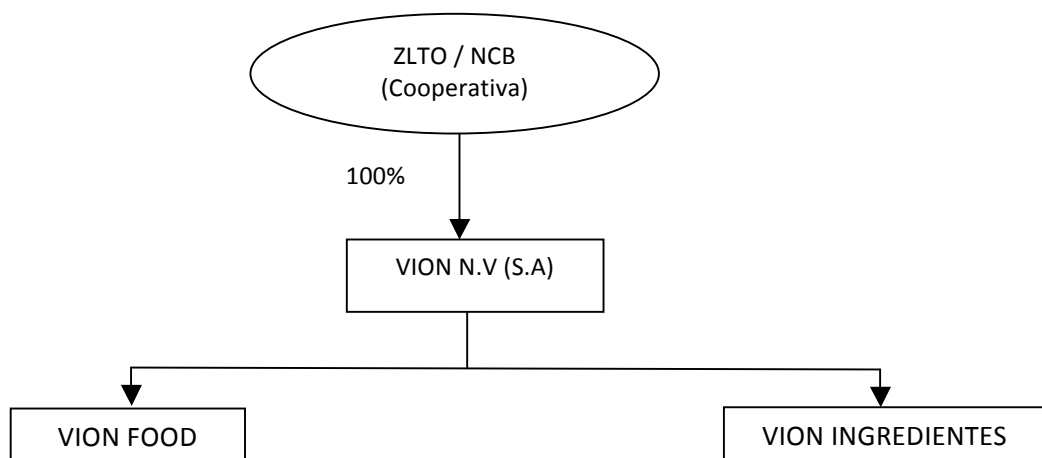 ZLTO / NCB
(Cooperativa)
100%
VION N.V (S.A)
VION FOOD
VION INGREDIENTES